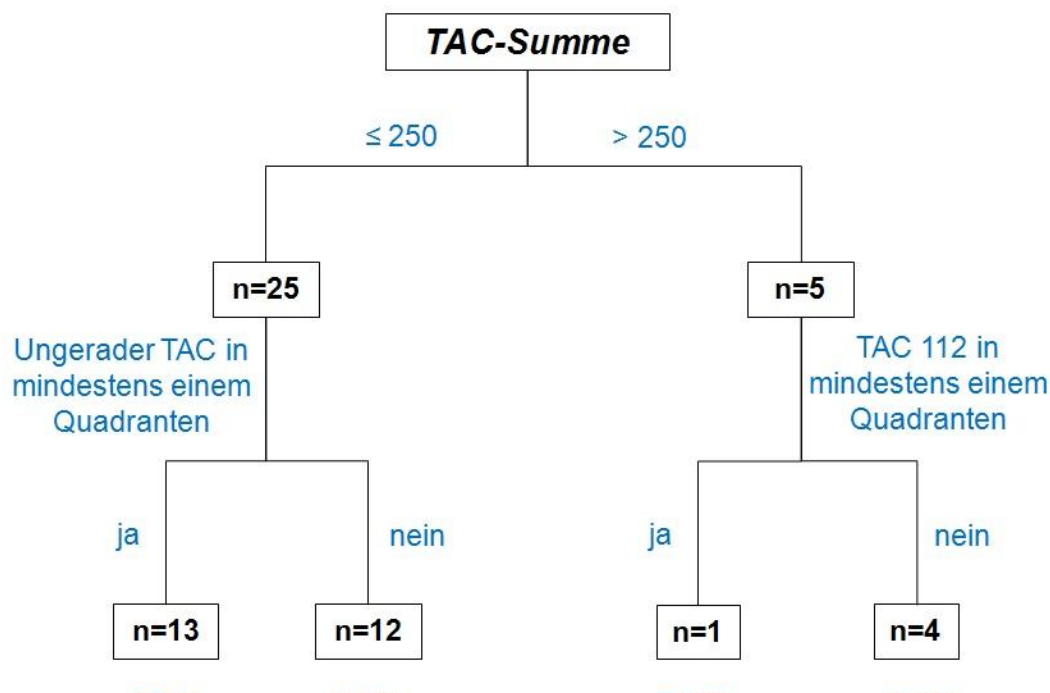 TAC-Summe
≤ 250
> 250
n=25
n=5
Ungerader TAC in
mindestens einem
Quadranten
TAC 112 in
mindestens einem
Quadranten
ja
nein
ja
nein
n=13
n=12
n=1
n=4